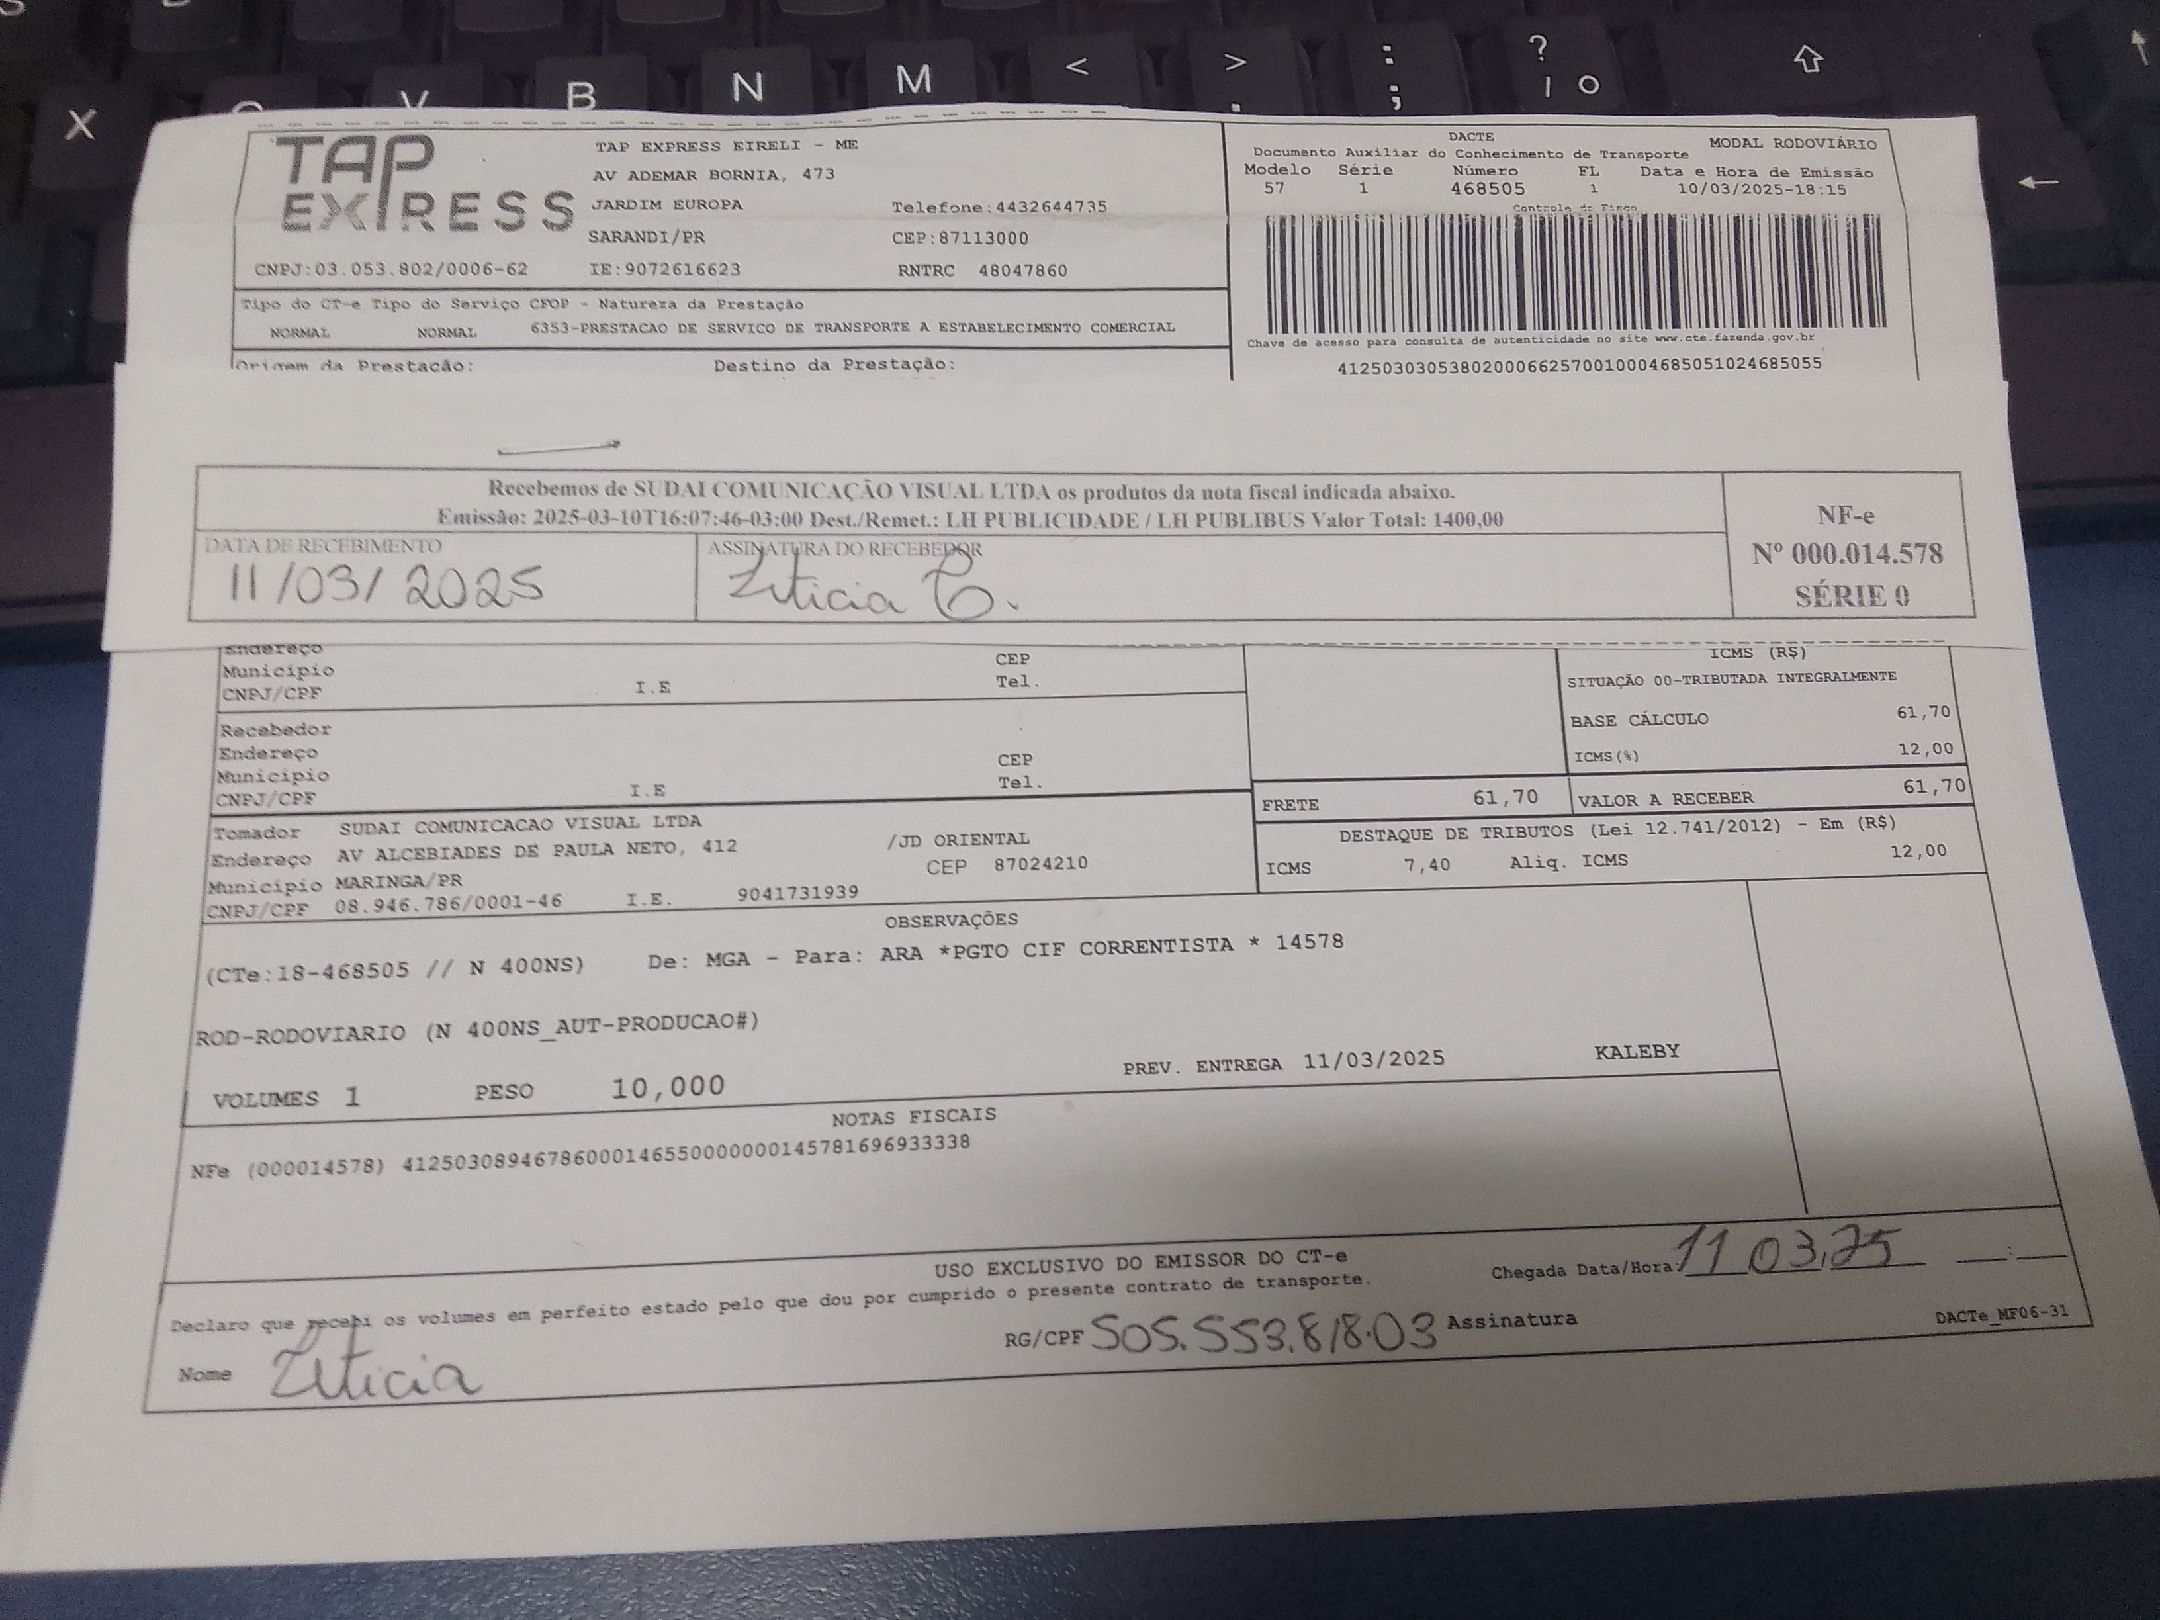 X C V B N M < > . : ; ? /
TAP EXPRESS
TAP EXPRESS EIRELI - ME
AV ADEMAR BORNIA, 473
JARDIM EUROPA Telefone:4432644735
SARANDI/PR CEP:87113000
CNPJ:03.053.802/0006-62 IE:9072616623 RNTRC 48047860
DACTE MODAL RODOVIÁRIO
Documento Auxiliar do Conhecimento de Transporte
Modelo Série Número FL Data e Hora de Emissão
57 1 468505 1 10/03/2025-18:15
Controle do Fisco
Chave de acesso para consulta de autenticidade no site www.cte.fazenda.gov.br
41250303053802000662570010004685051024685055
Tipo do CT-e Tipo do Serviço CFOP - Natureza da Prestação
NORMAL NORMAL 6353-PRESTACAO DE SERVICO DE TRANSPORTE A ESTABELECIMENTO COMERCIAL
Origem da Prestação: Destino da Prestação:
Recebemos de SUDAI COMUNICAÇÃO VISUAL LTDA os produtos da nota fiscal indicada abaixo.
Emissão: 2025-03-10T16:07:46-03:00 Dest./Remet.: LH PUBLICIDADE / LH PUBLIBUS Valor Total: 1400,00
DATA DE RECEBIMENTO ASSINATURA DO RECEBEDOR
11/03/2025 Leticia
NF-e
Nº 000.014.578
SÉRIE 0
Endereço
Município CEP
CNPJ/CPF I.E Tel.
Recebedor
Endereço
Município CEP
CNPJ/CPF I.E Tel.
ICMS (R$)
SITUAÇÃO 00-TRIBUTADA INTEGRALMENTE
BASE CÁLCULO 61,70
ICMS(%) 12,00
FRETE 61,70 VALOR A RECEBER 61,70
DESTAQUE DE TRIBUTOS (Lei 12.741/2012) - Em (R$)
ICMS 7,40 Aliq. ICMS 12,00
Tomador SUDAI COMUNICACAO VISUAL LTDA
Endereço AV ALCEBIADES DE PAULA NETO, 412 /JD ORIENTAL
Município MARINGA/PR CEP 87024210
CNPJ/CPF 08.946.786/0001-46 I.E. 9041731939
OBSERVAÇÕES
(CTe:18-468505 // N 400NS) De: MGA - Para: ARA *PGTO CIF CORRENTISTA * 14578
ROD-RODOVIARIO (N 400NS_AUT-PRODUCAO#)
VOLUMES 1 PESO 10,000 PREV. ENTREGA 11/03/2025 KALEBY
NOTAS FISCAIS
NFe (000014578) 41250308946786000146550000000145781696933338
USO EXCLUSIVO DO EMISSOR DO CT-e
Declaro que recebi os volumes em perfeito estado pelo que dou por cumprido o presente contrato de transporte.
Chegada Data/Hora: 11 03.25 __:__
Nome Leticia RG/CPF 505.553.818.03 Assinatura
DACTe_MF06-31